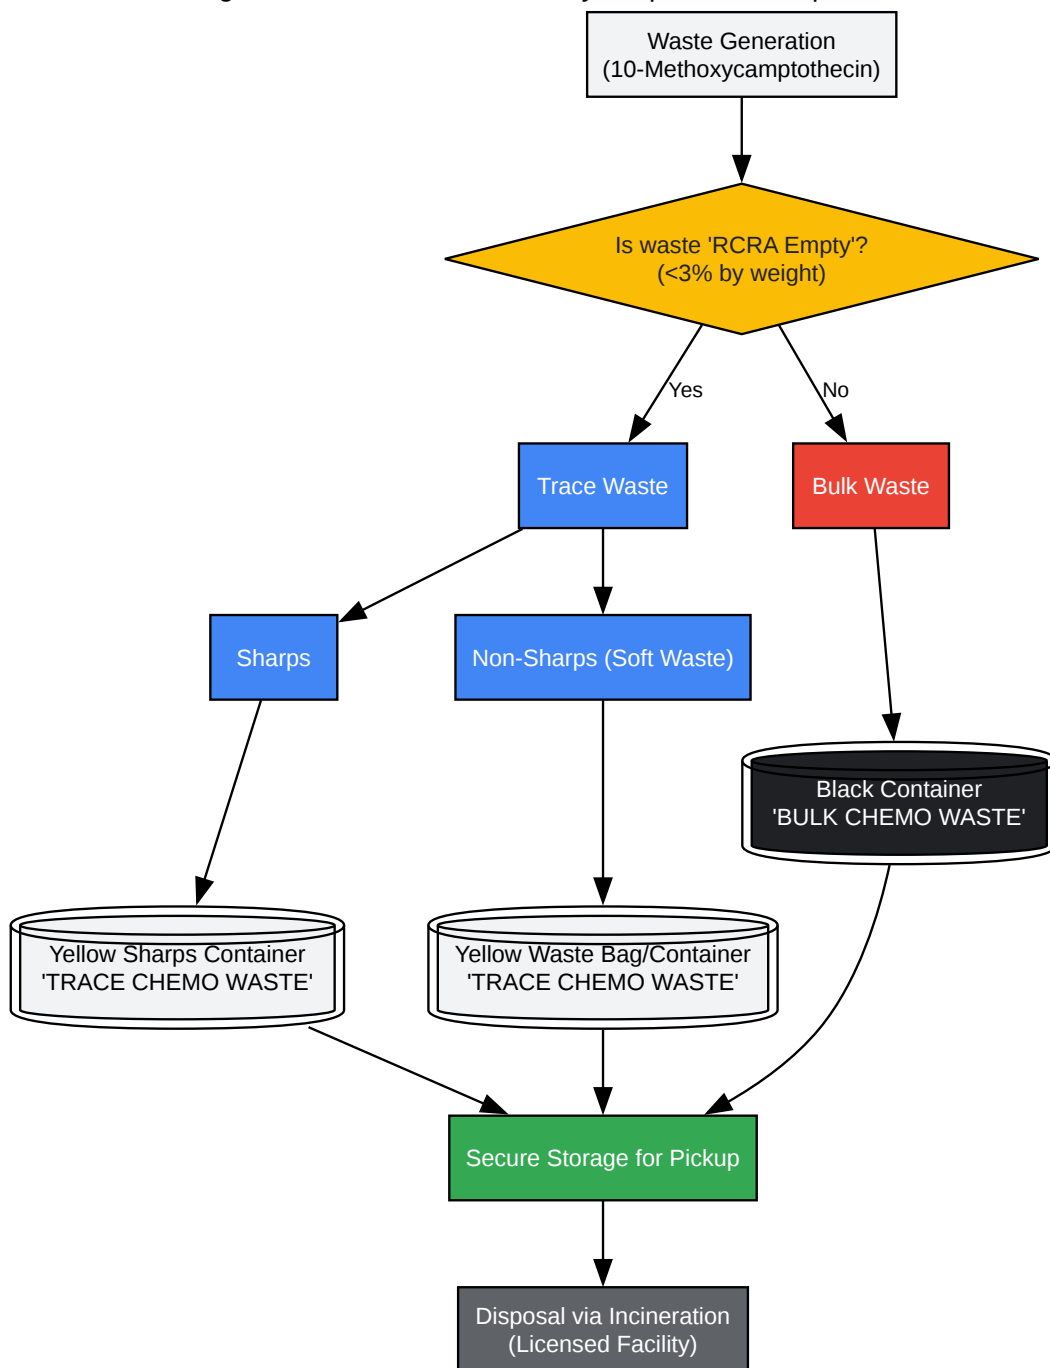 Waste Generation
(10-Methoxycamptothecin)
Is waste 'RCRA Empty'?
(<3% by weight)
Yes
No
Trace Waste
Bulk Waste
Sharps
Non-Sharps (Soft Waste)
Black Container
'BULK CHEMO WASTE'
Yellow Sharps Container
'TRACE CHEMO WASTE'
Yellow Waste Bag/Container
'TRACE CHEMO WASTE'
Secure Storage for Pickup
Disposal via Incineration
(Licensed Facility)